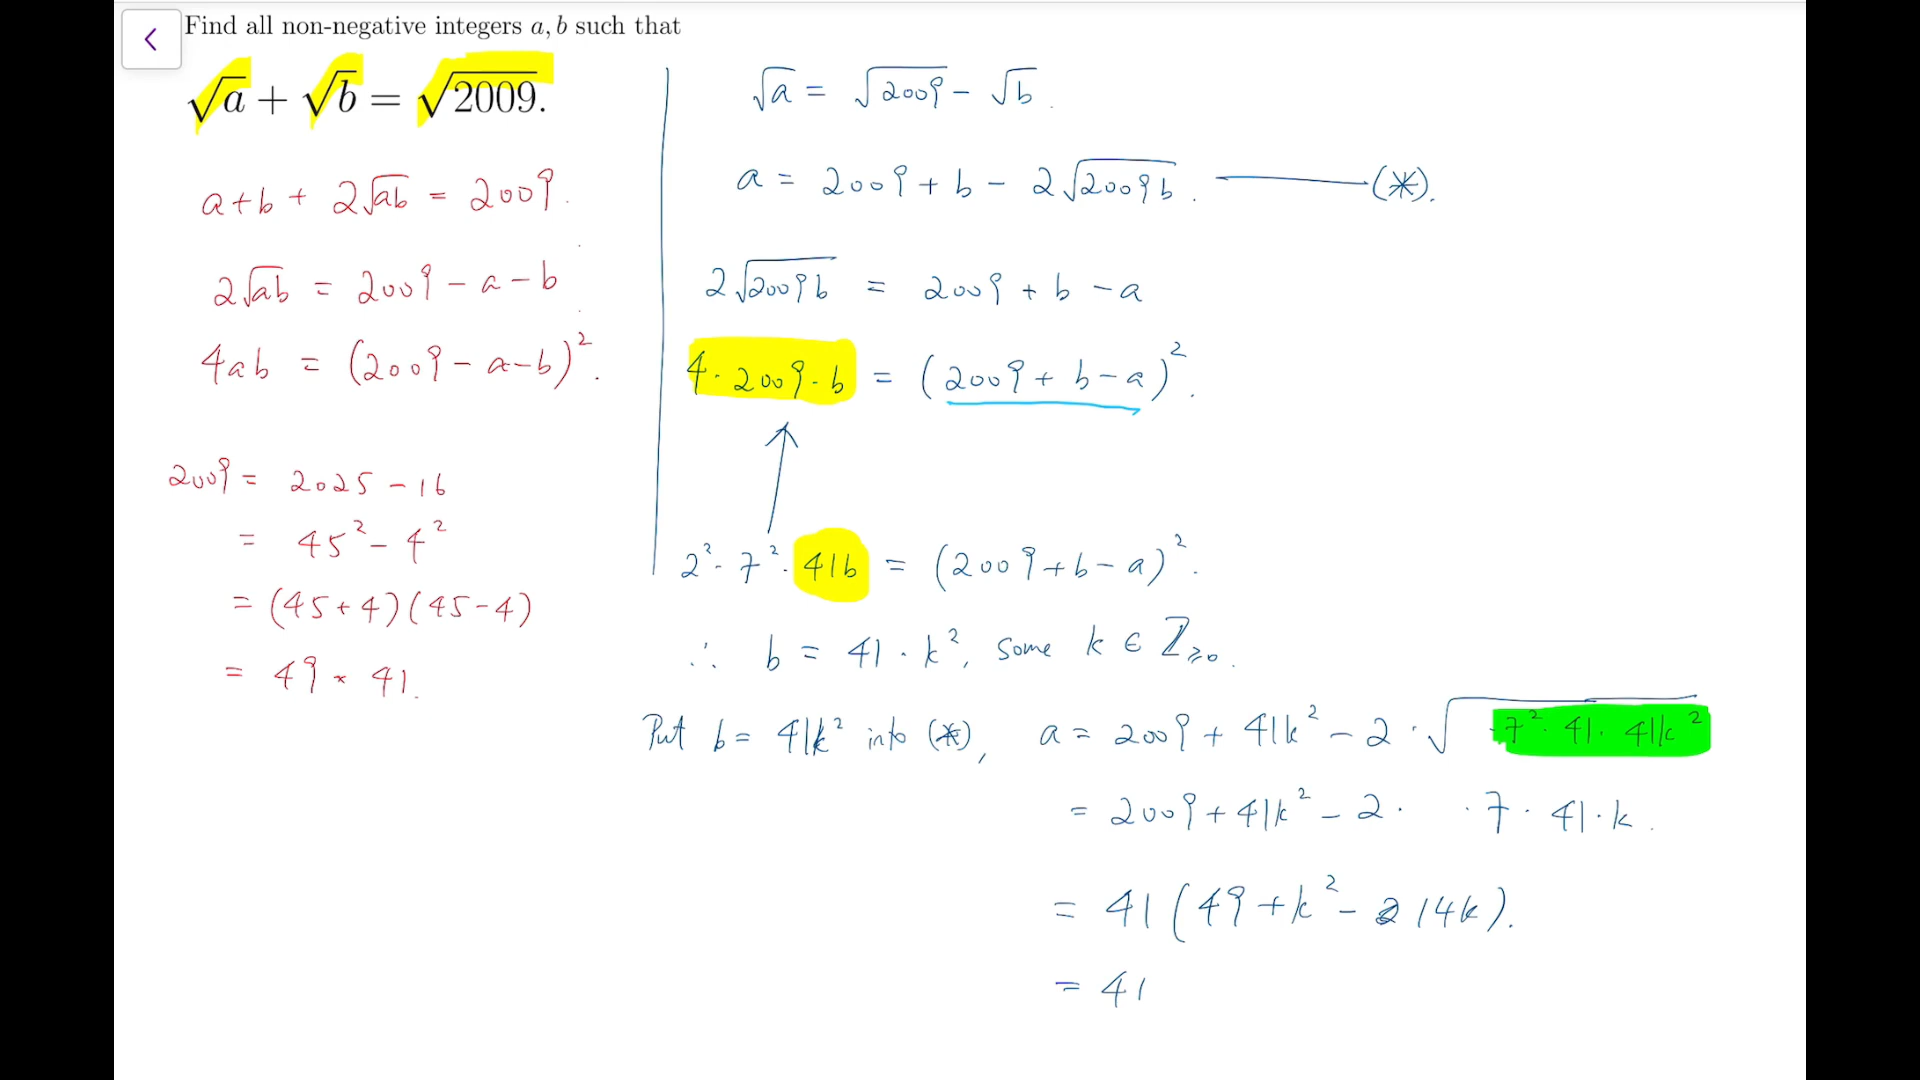 Find all non-negative integers a, b such that
√a + √b = √2009.
a+b + 2√ab = 2009.
2√ab = 2009 - a - b
4ab = (2009 - a - b)².
2009 = 2025 - 16
= 45² - 4²
= (45+4)(45-4)
= 49 × 41.
√a = √2009 - √b.
a = 2009 + b - 2√2009b. ——— (*).
2√2009b = 2009 + b - a
4·2009·b = (2009 + b - a)².
2²·7²·41b = (2009 + b - a)².
∴ b = 41·k², some k ∈ ℤ≥0.
Put b = 41k² into (*), a = 2009 + 41k² - 2·√7²·41·41k²
= 2009 + 41k² - 2· ·7·41·k.
= 41(49 + k² - 14k).
= 41